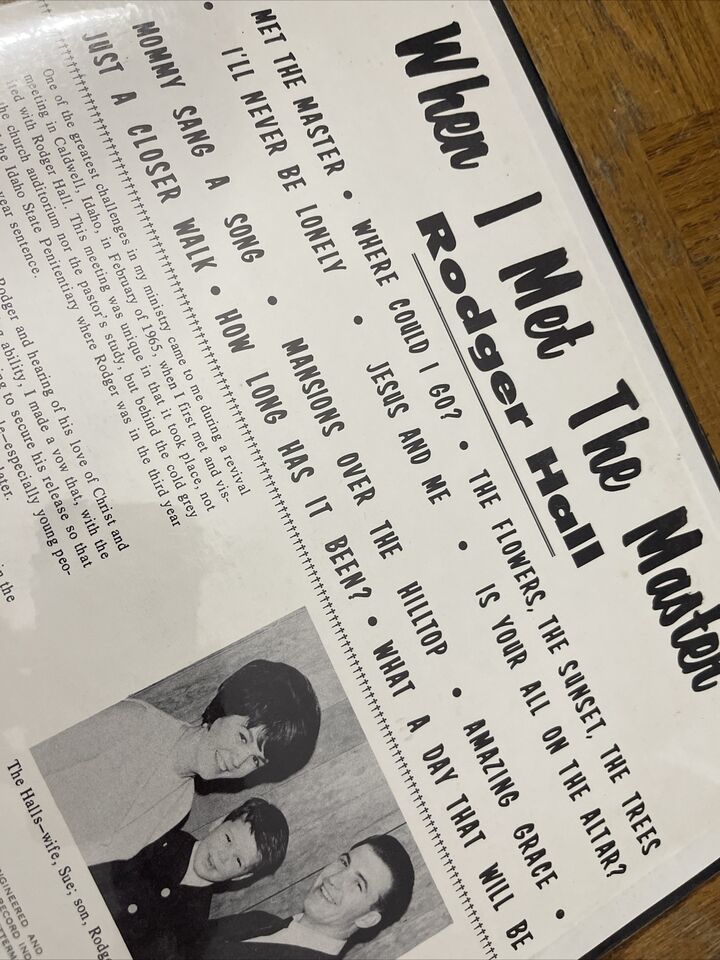 When I Met The Master
Rodger Hall
MET THE MASTER • WHERE COULD I GO? • THE FLOWERS, THE SUNSET, THE TREES
• I'LL NEVER BE LONELY • JESUS AND ME • IS YOUR ALL ON THE ALTAR?
MOMMY SANG A SONG • MANSIONS OVER THE HILLTOP • AMAZING GRACE •
JUST A CLOSER WALK • HOW LONG HAS IT BEEN? • WHAT A DAY THAT WILL BE
One of the greatest challenges in my ministry came to me during a revival
meeting in Caldwell, Idaho, in February of 1965, when I first met and vis-
ited with Rodger Hall. This meeting was unique in that it took place, not
the church auditorium nor the pastor's study, but behind the cold grey
the Idaho State Penitentiary where Rodger was in the third year
year sentence.
Rodger and hearing of his love of Christ and
ability, I made a vow that, with the
to secure his release so that
especially young peo-
later.
in the
The Halls—wife, Sue; son, Rodg
ENGINEERED AND
RECORD IND